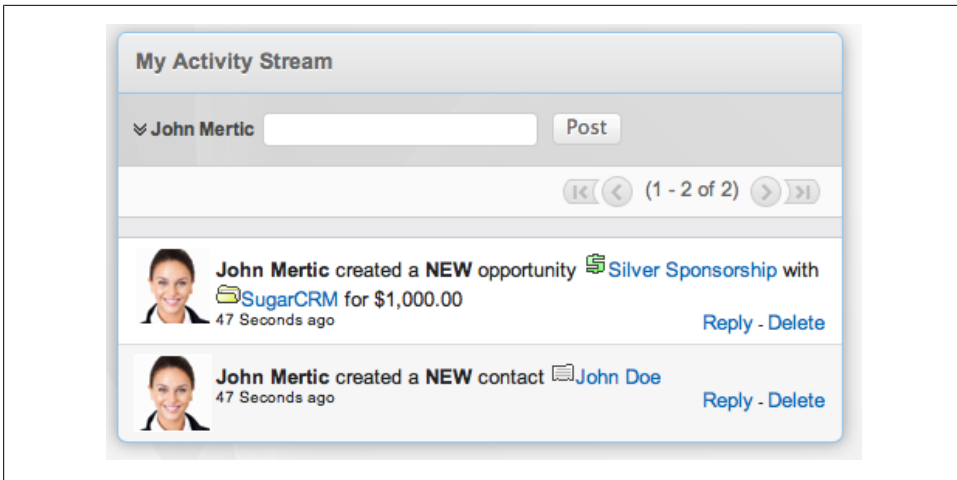 My Activity Stream
John Mertic Post
(1 - 2 of 2)
John Mertic created a NEW opportunity Silver Sponsorship with
SugarCRM for $1,000.00
47 Seconds ago
Reply - Delete
John Mertic created a NEW contact John Doe
47 Seconds ago
Reply - Delete